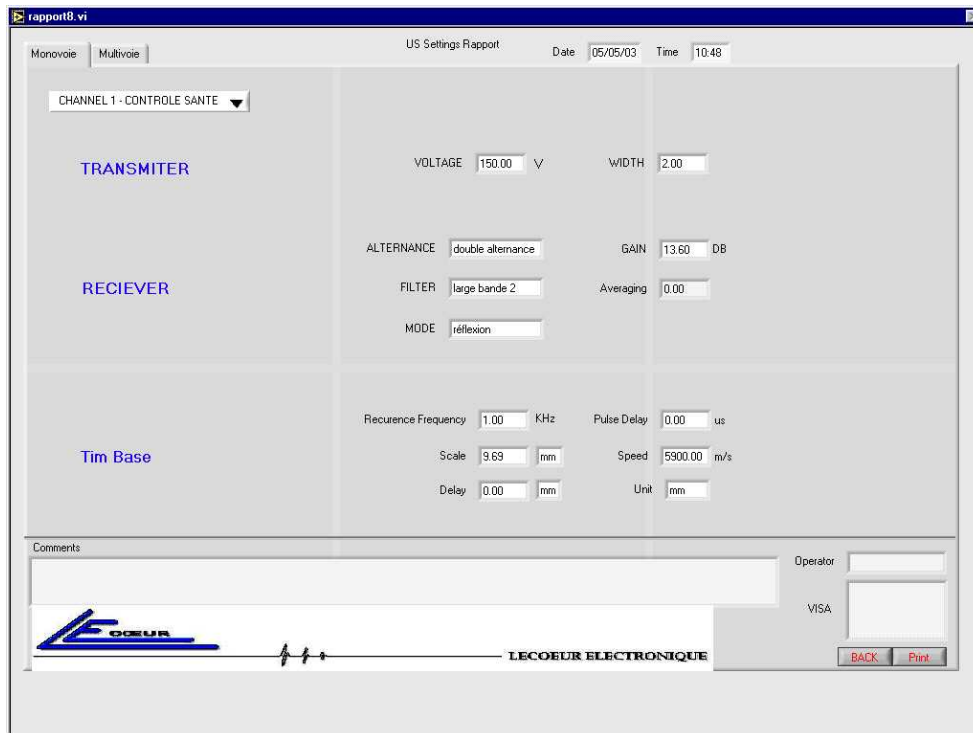 rapport8.vi
US Settings Rapport Date 05/05/03 Time 10:48
Monovoie Multivoie
CHANNEL 1 - CONTROLE SANTE
TRANSMITER
VOLTAGE 150.00 V WIDTH 2.00
RECIEVER
ALTERNANCE double alternance GAIN 13.60 DB
FILTER large bande 2 Averaging 0.00
MODE réflexion
Tim Base
Recurence Frequency 1.00 KHz Pulse Delay 0.00 us
Scale 9.69 mm Speed 5900.00 m/s
Delay 0.00 mm Unit mm
Comments
Operator
VISA
LECOEUR
LECOEUR ELECTRONIQUE
BACK Print